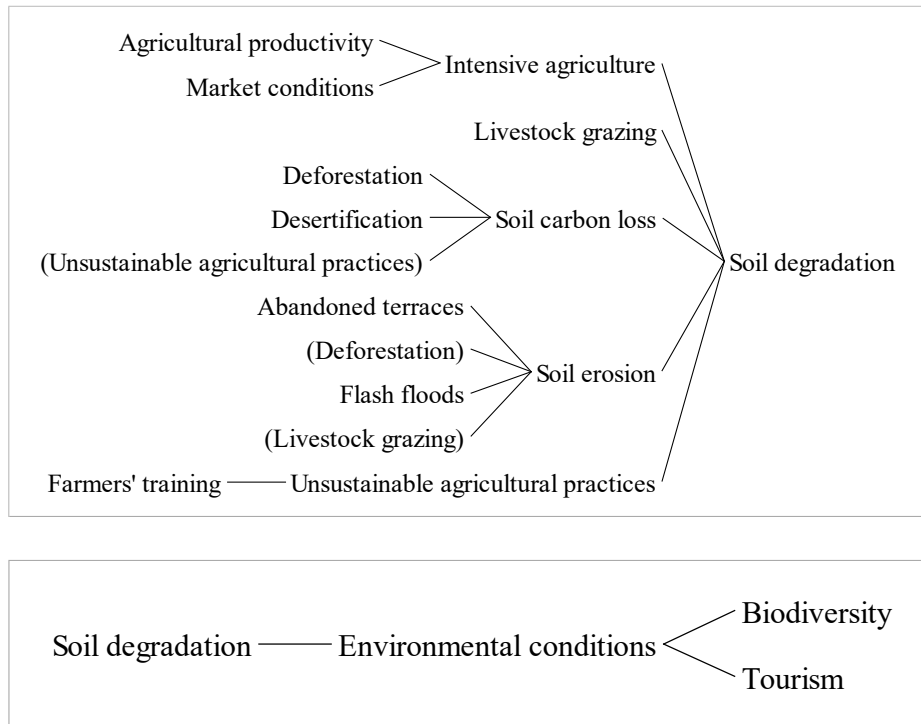 Agricultural productivity
Market conditions
Intensive agriculture
Livestock grazing
Deforestation
Desertification
(Unsustainable agricultural practices)
Soil carbon loss
Soil degradation
Abandoned terraces
(Deforestation)
Flash floods
(Livestock grazing)
Soil erosion
Farmers' training
Unsustainable agricultural practices
Soil degradation
Environmental conditions
Biodiversity
Tourism